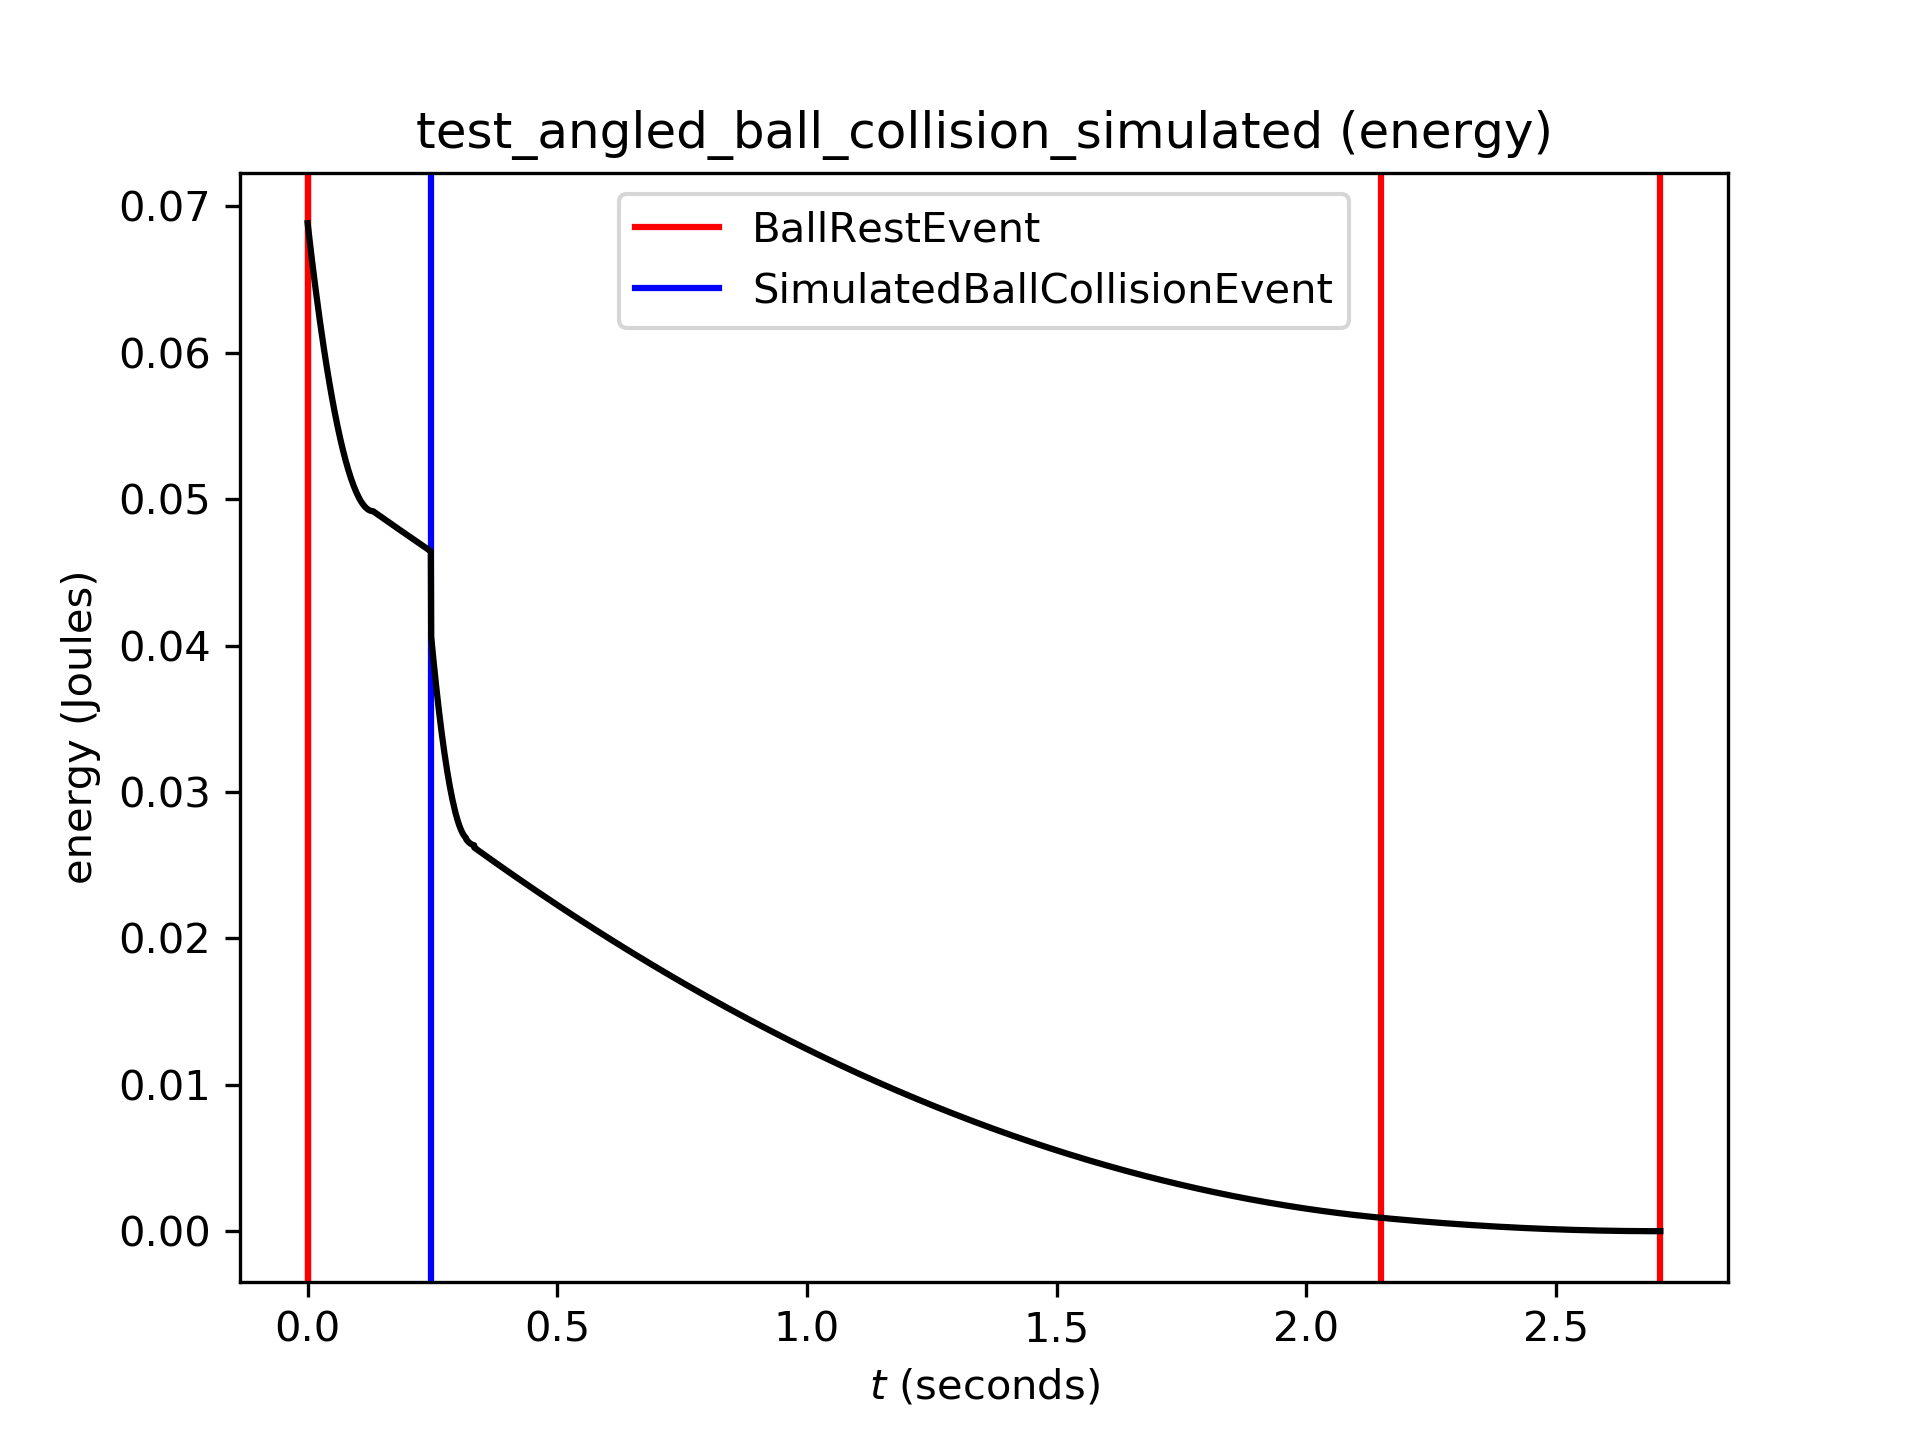 test_angled_ball_collision_simulated (energy)
BallRestEvent
SimulatedBallCollisionEvent
energy (Joules)
0.07
0.06
0.05
0.04
0.03
0.02
0.01
0.00
0.0 0.5 1.0 1.5 2.0 2.5
t (seconds)